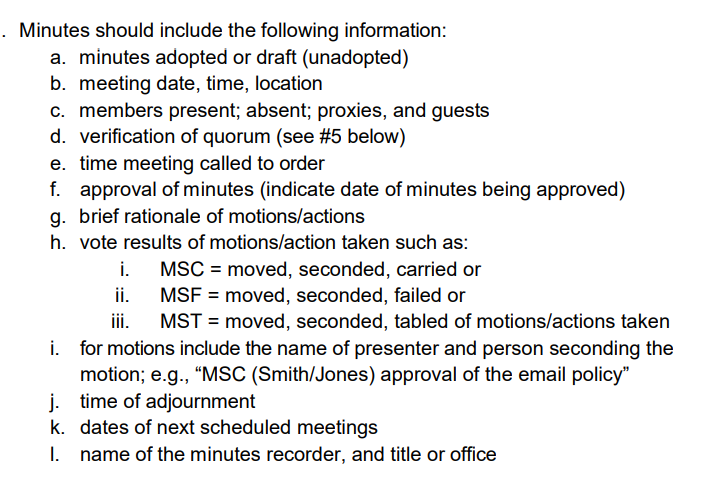 . Minutes should include the following information:
a. minutes adopted or draft (unadopted)
b. meeting date, time, location
c. members present; absent; proxies, and guests
d. verification of quorum (see #5 below)
e. time meeting called to order
f. approval of minutes (indicate date of minutes being approved)
g. brief rationale of motions/actions
h. vote results of motions/action taken such as:
i. MSC = moved, seconded, carried or
ii. MSF = moved, seconded, failed or
iii. MST = moved, seconded, tabled of motions/actions taken
i. for motions include the name of presenter and person seconding the
motion; e.g., “MSC (Smith/Jones) approval of the email policy”
j. time of adjournment
k. dates of next scheduled meetings
l. name of the minutes recorder, and title or office